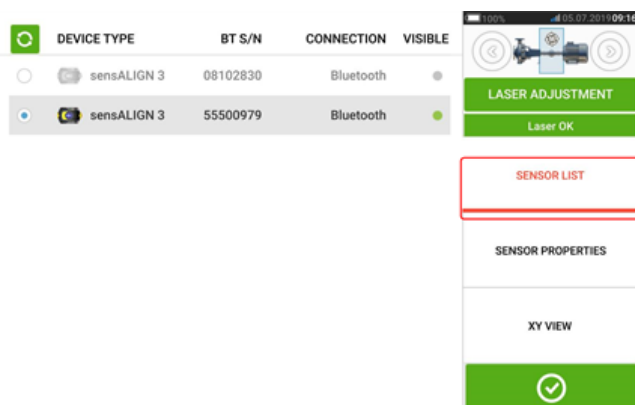 DEVICE TYPE BT S/N CONNECTION VISIBLE
sensALIGN 3 08102830 Bluetooth
sensALIGN 3 55500979 Bluetooth
100% 05.07.2019 09:16
LASER ADJUSTMENT
Laser OK
SENSOR LIST
SENSOR PROPERTIES
XY VIEW